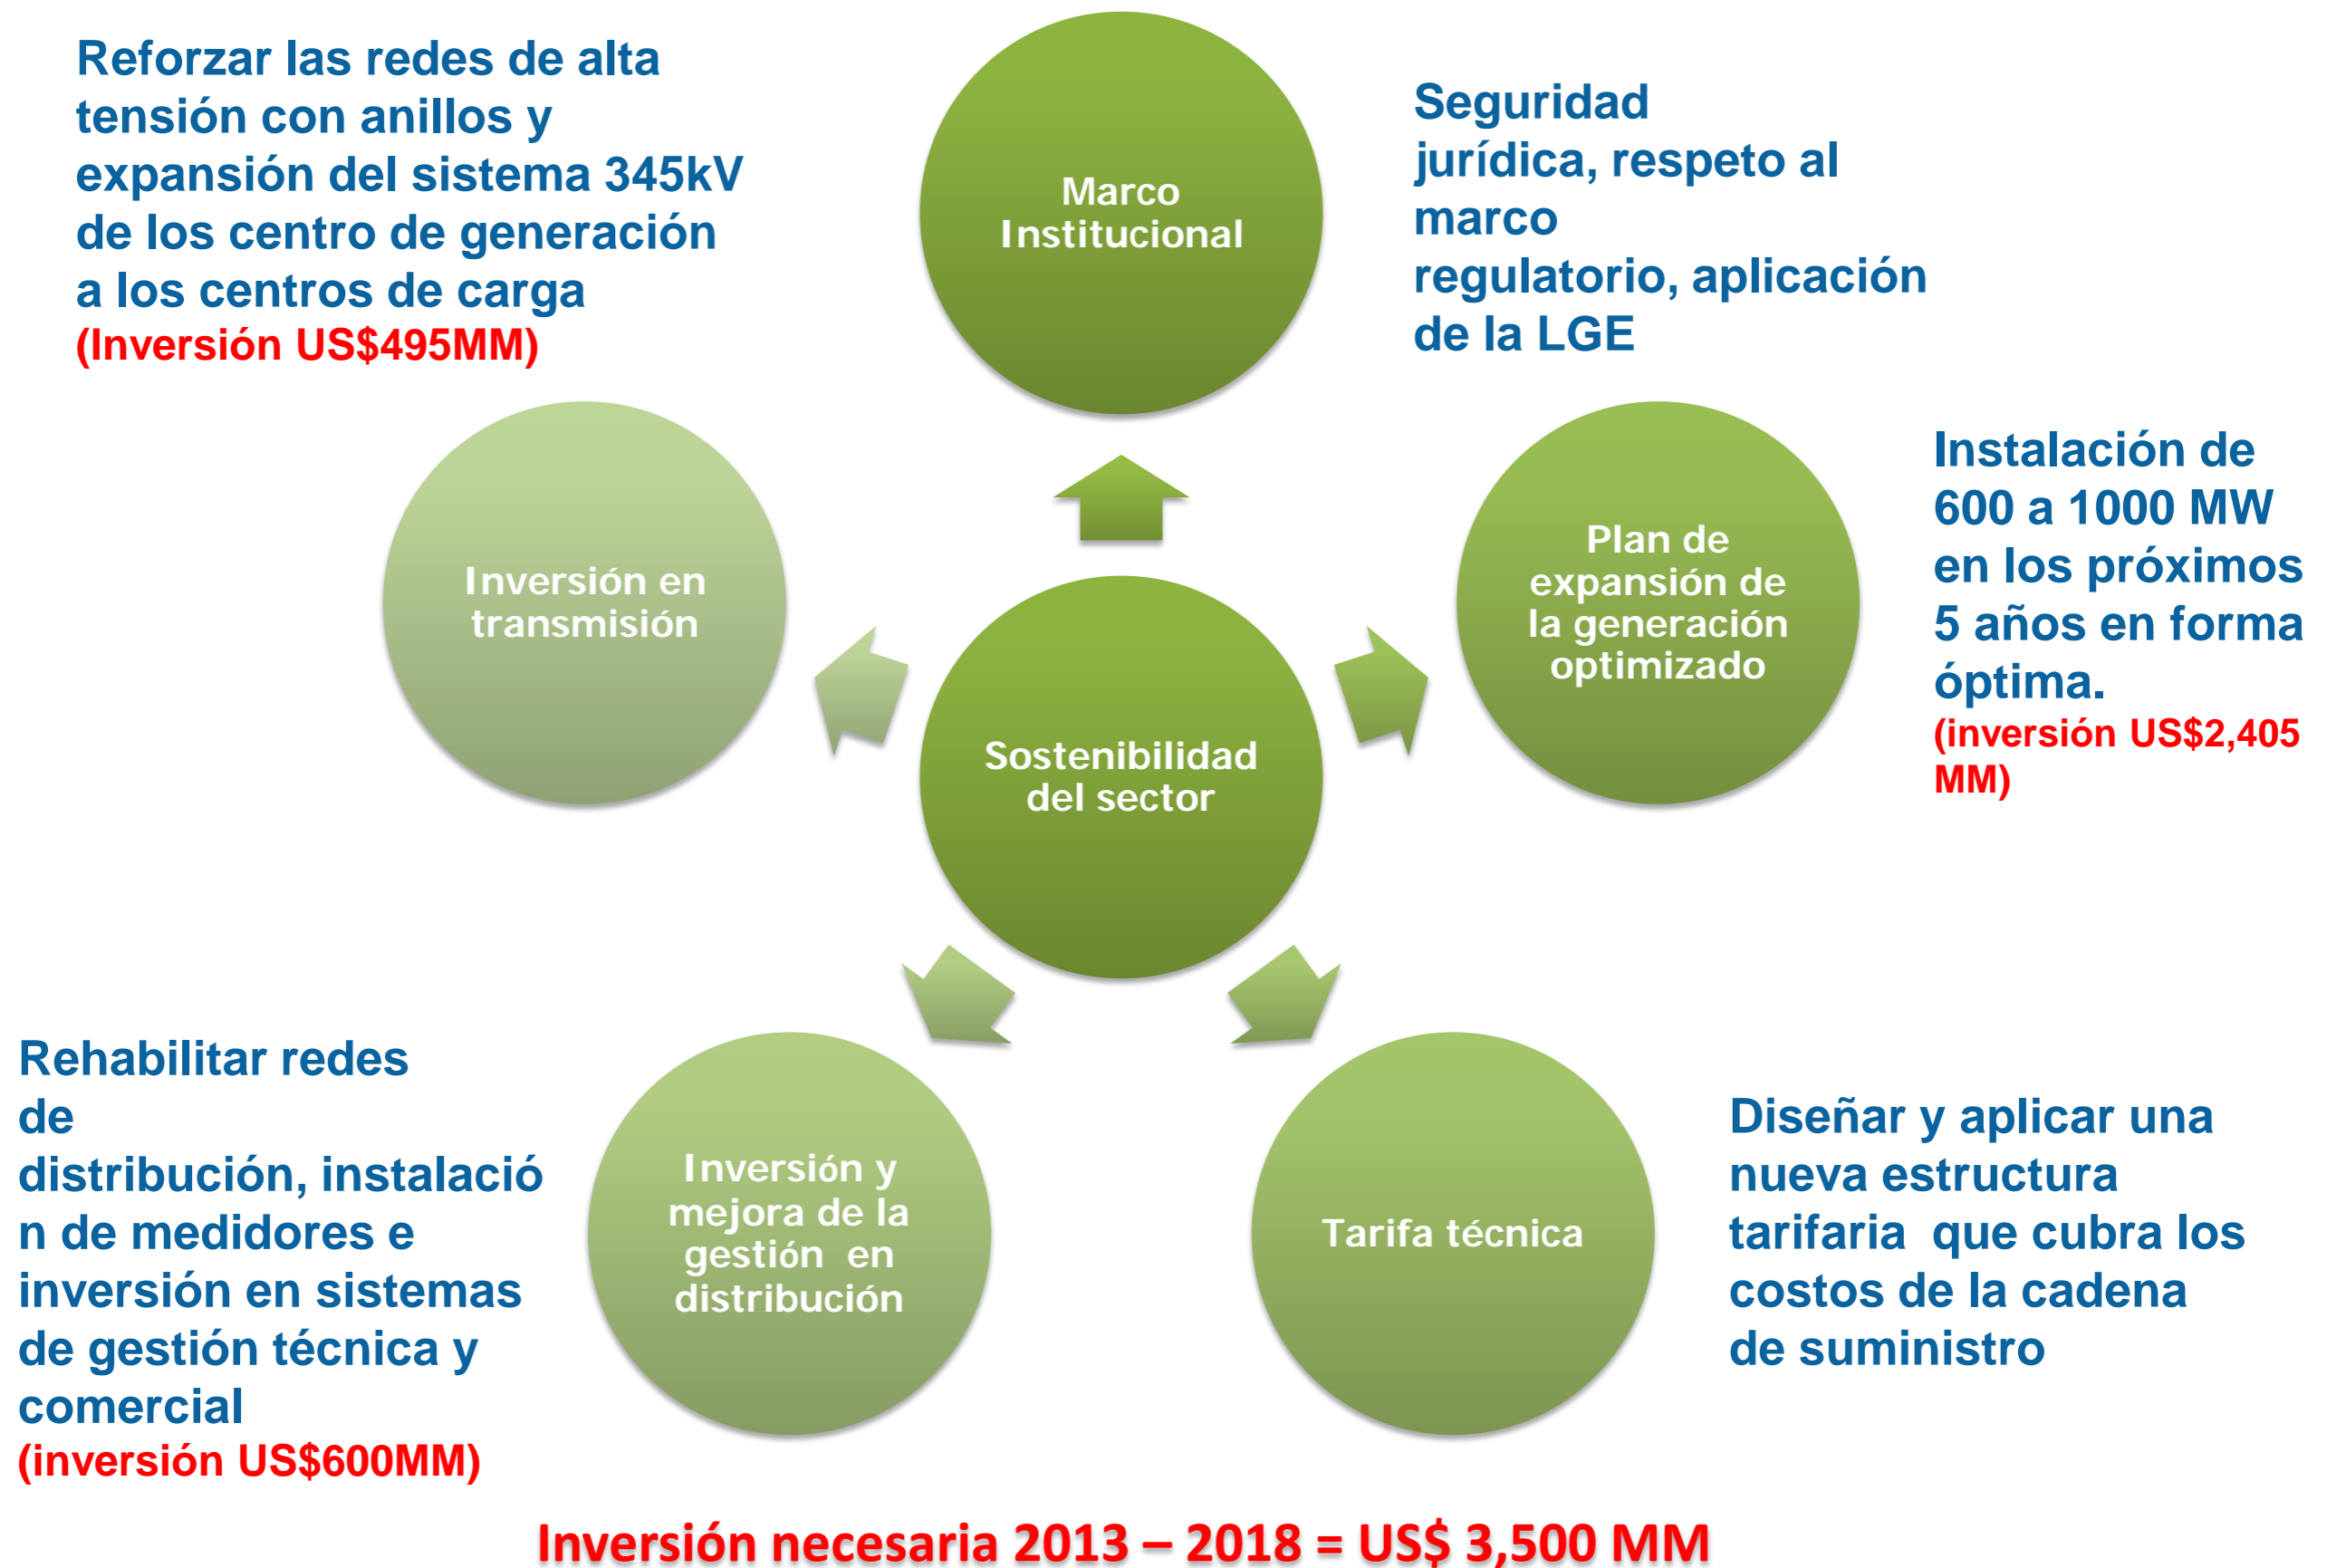 Reforzar las redes de alta
tensión con anillos y
expansión del sistema 345kV
de los centro de generación
a los centros de carga
(Inversión US$495MM)
Marco
Institucional
Seguridad
jurídica, respeto al
marco
regulatorio, aplicación
de la LGE
Inversión en
transmisión
Plan de
expansión de
la generación
optimizado
Instalación de
600 a 1000 MW
en los próximos
5 años en forma
óptima.
(inversión US$2,405
MM)
Sostenibilidad
del sector
Rehabilitar redes
de
distribución, instalació
n de medidores e
inversión en sistemas
de gestión técnica y
comercial
(inversión US$600MM)
Inversión y
mejora de la
gestión  en
distribución
Tarifa técnica
Diseñar y aplicar una
nueva estructura
tarifaria  que cubra los
costos de la cadena
de suministro
Inversión necesaria 2013 – 2018 = US$ 3,500 MM